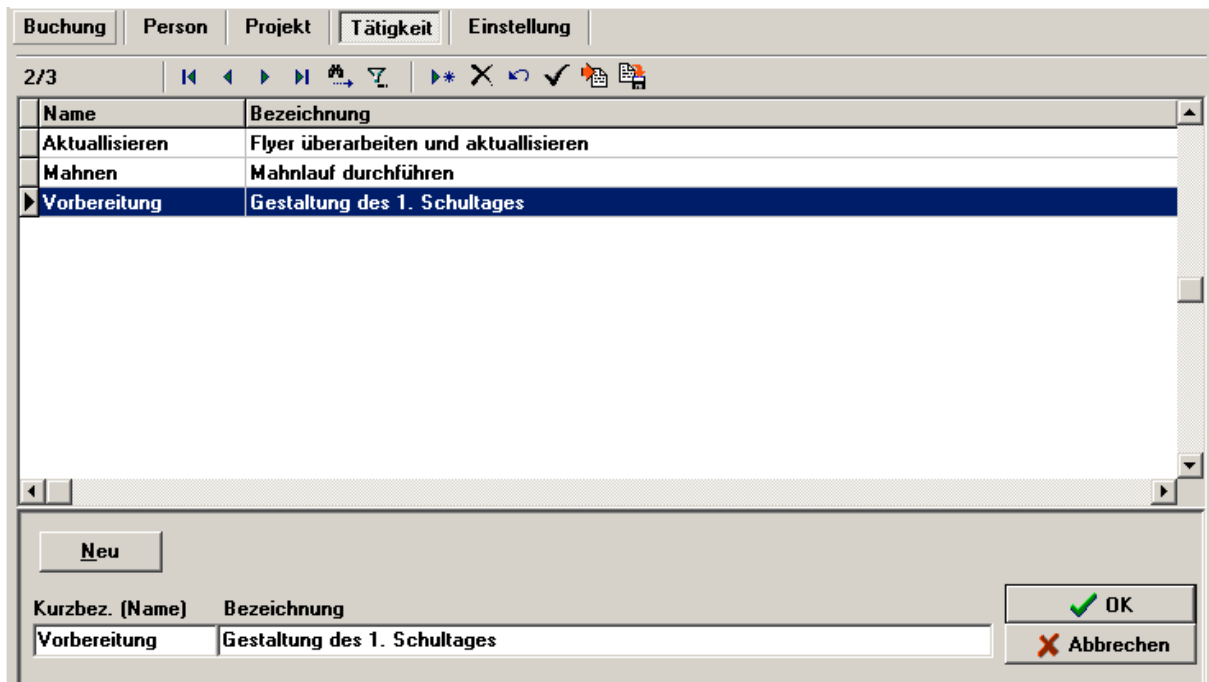 Buchung Person Projekt Tätigkeit Einstellung
2/3
Name Bezeichnung
Aktuallisieren Flyer überarbeiten und aktuallisieren
Mahnen Mahnlauf durchführen
Vorbereitung Gestaltung des 1. Schultages
Neu
Kurzbez. (Name) Bezeichnung
OK
Vorbereitung Gestaltung des 1. Schultages
Abbrechen